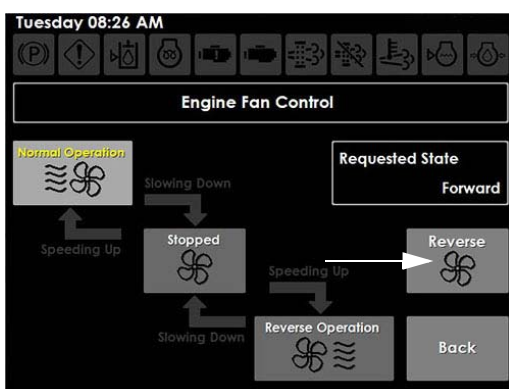 Tuesday 08:26 AM
Engine Fan Control
Normal Operation
Requested State
Forward
Slowing Down
Speeding Up
Stopped
Reverse
Speeding Up
Slowing Down
Reverse Operation
Back